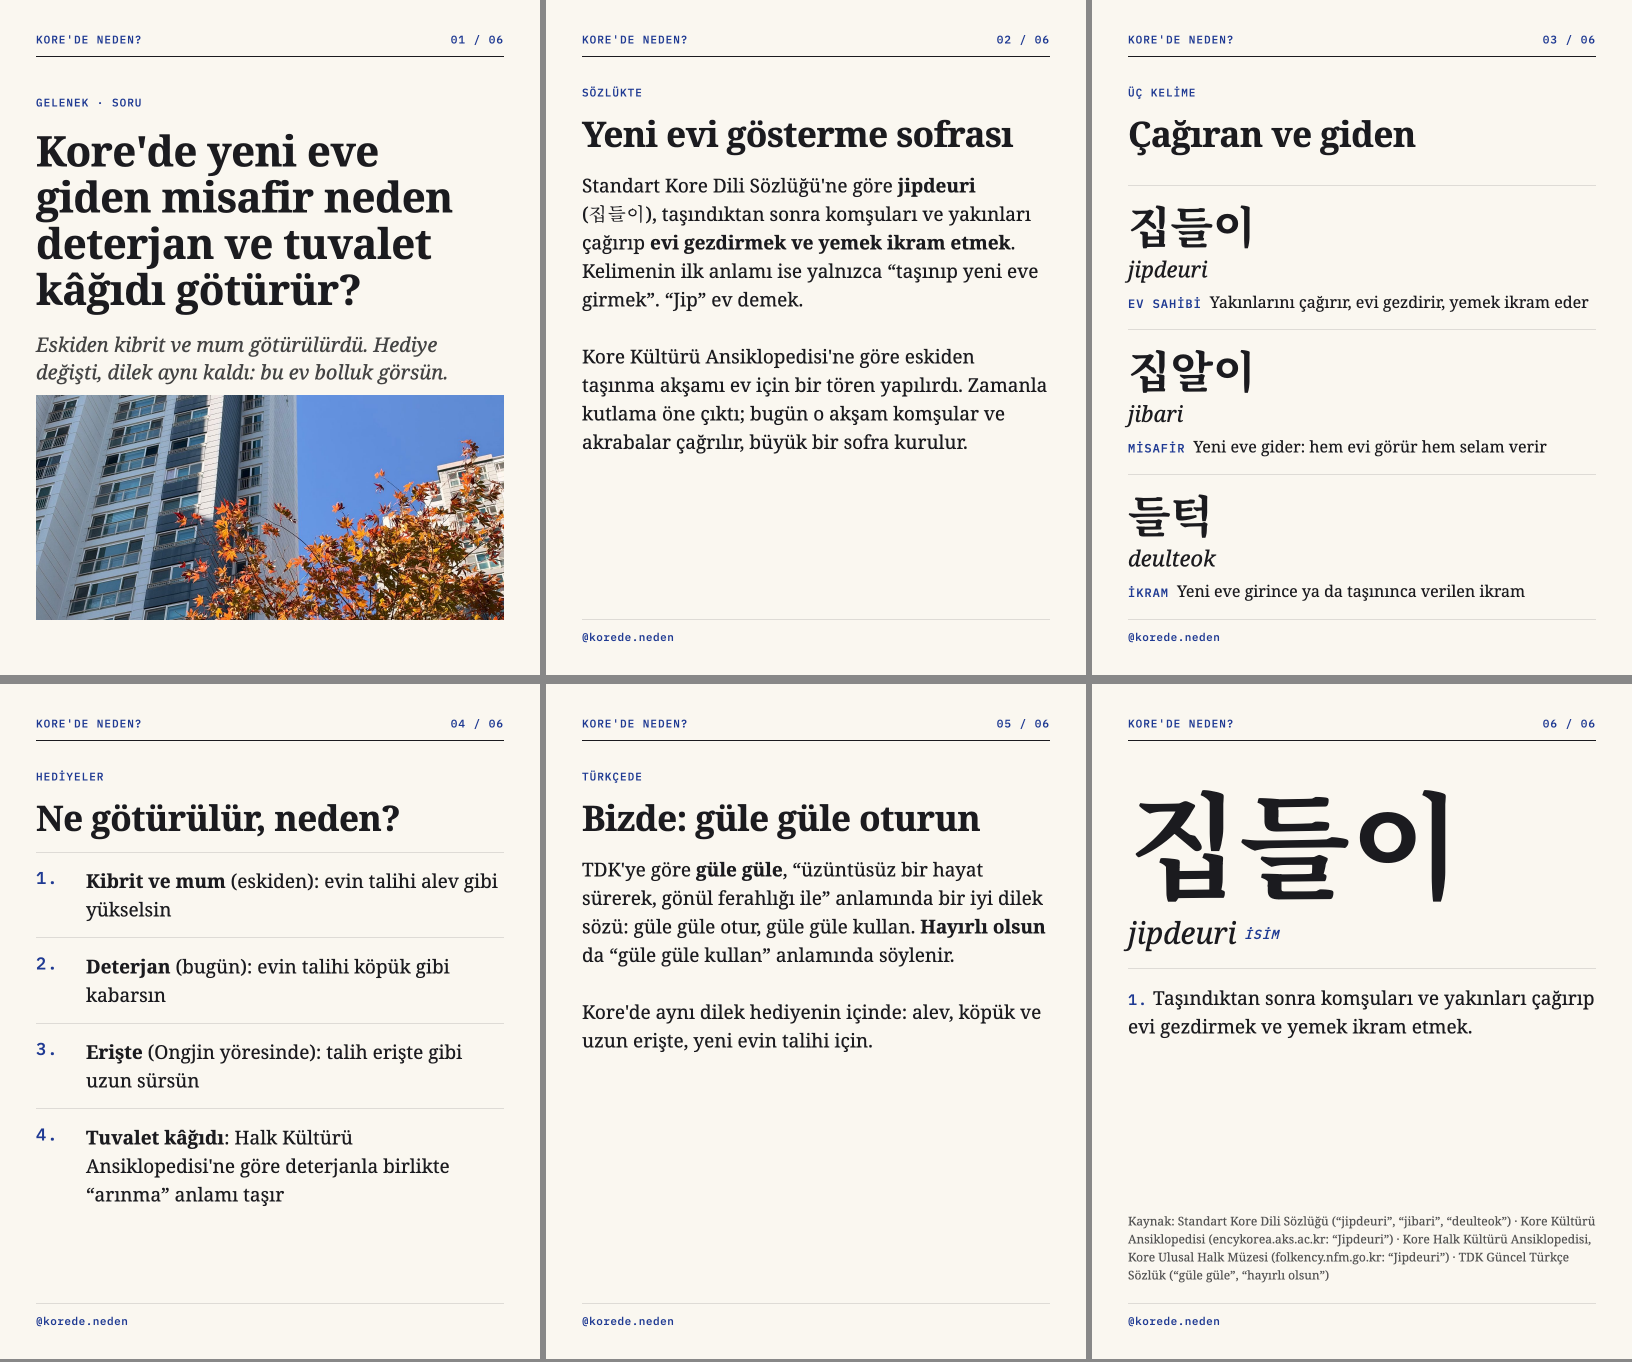 KORE'DE NEDEN?
01 / 06
GELENEK · SORU
Kore'de yeni eve
giden misafir neden
deterjan ve tuvalet
kâğıdı götürür?
Eskiden kibrit ve mum götürülürdü. Hediye
değişti, dilek aynı kaldı: bu ev bolluk görsün.
KORE'DE NEDEN?
02 / 06
SÖZLÜKTE
Yeni evi gösterme sofrası
Standart Kore Dili Sözlüğü'ne göre jipdeuri
(집들이), taşındıktan sonra komşuları ve yakınları
çağırıp evi gezdirmek ve yemek ikram etmek.
Kelimenin ilk anlamı ise yalnızca “taşınıp yeni eve
girmek”. “Jip” ev demek.
Kore Kültürü Ansiklopedisi'ne göre eskiden
taşınma akşamı ev için bir tören yapılırdı. Zamanla
kutlama öne çıktı; bugün o akşam komşular ve
akrabalar çağrılır, büyük bir sofra kurulur.
@korede.neden
KORE'DE NEDEN?
03 / 06
ÜÇ KELİME
Çağıran ve giden
집들이
jipdeuri
EV SAHİBİ Yakınlarını çağırır, evi gezdirir, yemek ikram eder
집알이
jibari
MİSAFİR Yeni eve gider: hem evi görür hem selam verir
들턱
deulteok
İKRAM Yeni eve girince ya da taşınınca verilen ikram
@korede.neden
KORE'DE NEDEN?
04 / 06
HEDİYELER
Ne götürülür, neden?
1. Kibrit ve mum (eskiden): evin talihi alev gibi
yükselsin
2. Deterjan (bugün): evin talihi köpük gibi
kabarsın
3. Erişte (Ongjin yöresinde): talih erişte gibi
uzun sürsün
4. Tuvalet kâğıdı: Halk Kültürü
Ansiklopedisi'ne göre deterjanla birlikte
“arınma” anlamı taşır
@korede.neden
KORE'DE NEDEN?
05 / 06
TÜRKÇEDE
Bizde: güle güle oturun
TDK'ye göre güle güle, “üzüntüsüz bir hayat
sürerek, gönül ferahlığı ile” anlamında bir iyi dilek
sözü: güle güle otur, güle güle kullan. Hayırlı olsun
da “güle güle kullan” anlamında söylenir.
Kore'de aynı dilek hediyenin içinde: alev, köpük ve
uzun erişte, yeni evin talihi için.
@korede.neden
KORE'DE NEDEN?
06 / 06
집들이
jipdeuri İSİM
1. Taşındıktan sonra komşuları ve yakınları çağırıp
evi gezdirmek ve yemek ikram etmek.
Kaynak: Standart Kore Dili Sözlüğü (“jipdeuri”, “jibari”, “deulteok”) · Kore Kültürü
Ansiklopedisi (encykorea.aks.ac.kr: “Jipdeuri”) · Kore Halk Kültürü Ansiklopedisi,
Kore Ulusal Halk Müzesi (folkency.nfm.go.kr: “Jipdeuri”) · TDK Güncel Türkçe
Sözlük (“güle güle”, “hayırlı olsun”)
@korede.neden